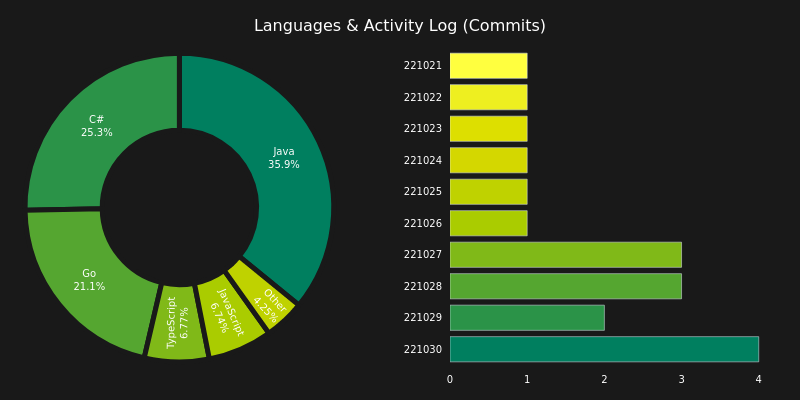 Languages & Activity Log (Commits)
C#
25.3%
Java
35.9%
Go
21.1%
TypeScript
6.77%
JavaScript
6.74%
Other
4.25%
221021
221022
221023
221024
221025
221026
221027
221028
221029
221030
0 1 2 3 4